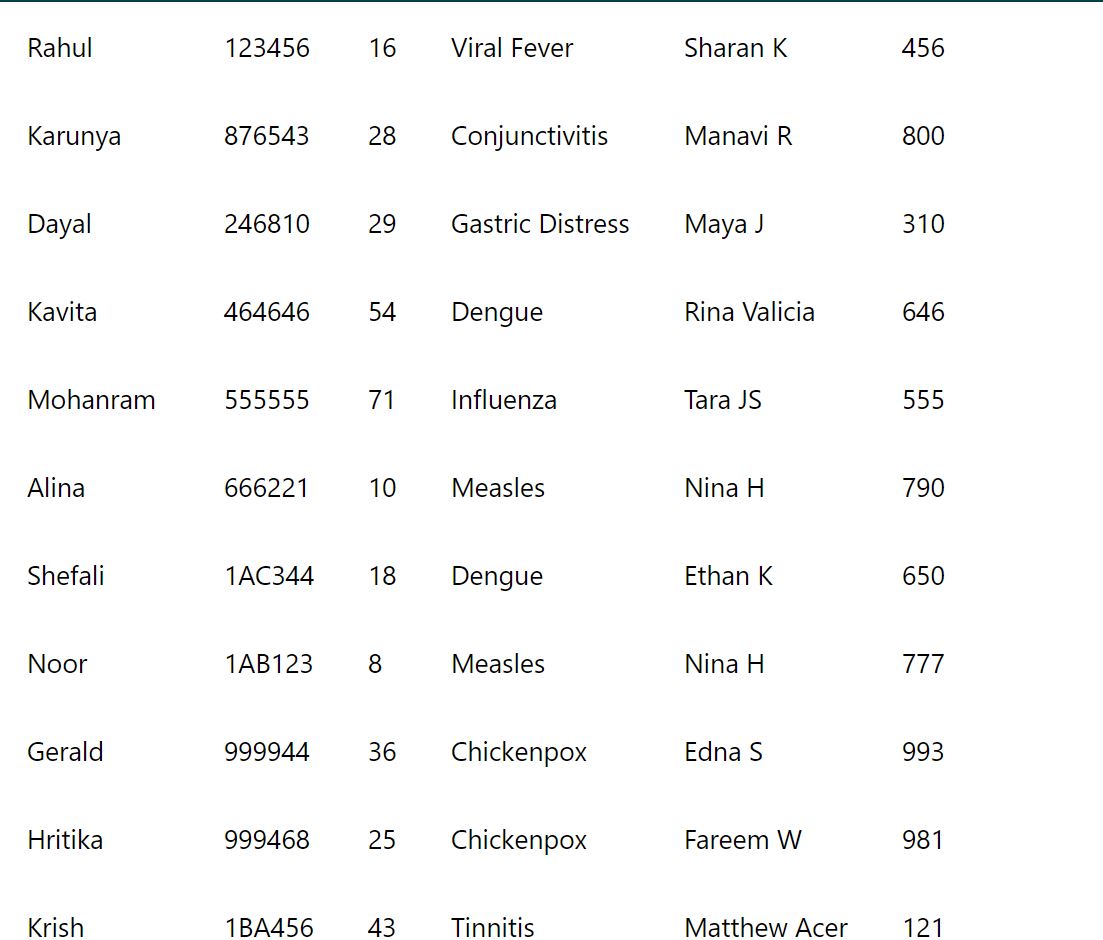 Rahul 123456 16 Viral Fever Sharan K 456
Karunya 876543 28 Conjunctivitis Manavi R 800
Dayal 246810 29 Gastric Distress Maya J 310
Kavita 464646 54 Dengue Rina Valicia 646
Mohanram 555555 71 Influenza Tara JS 555
Alina 666221 10 Measles Nina H 790
Shefali 1AC344 18 Dengue Ethan K 650
Noor 1AB123 8 Measles Nina H 777
Gerald 999944 36 Chickenpox Edna S 993
Hritika 999468 25 Chickenpox Fareem W 981
Krish 1BA456 43 Tinnitis Matthew Acer 121